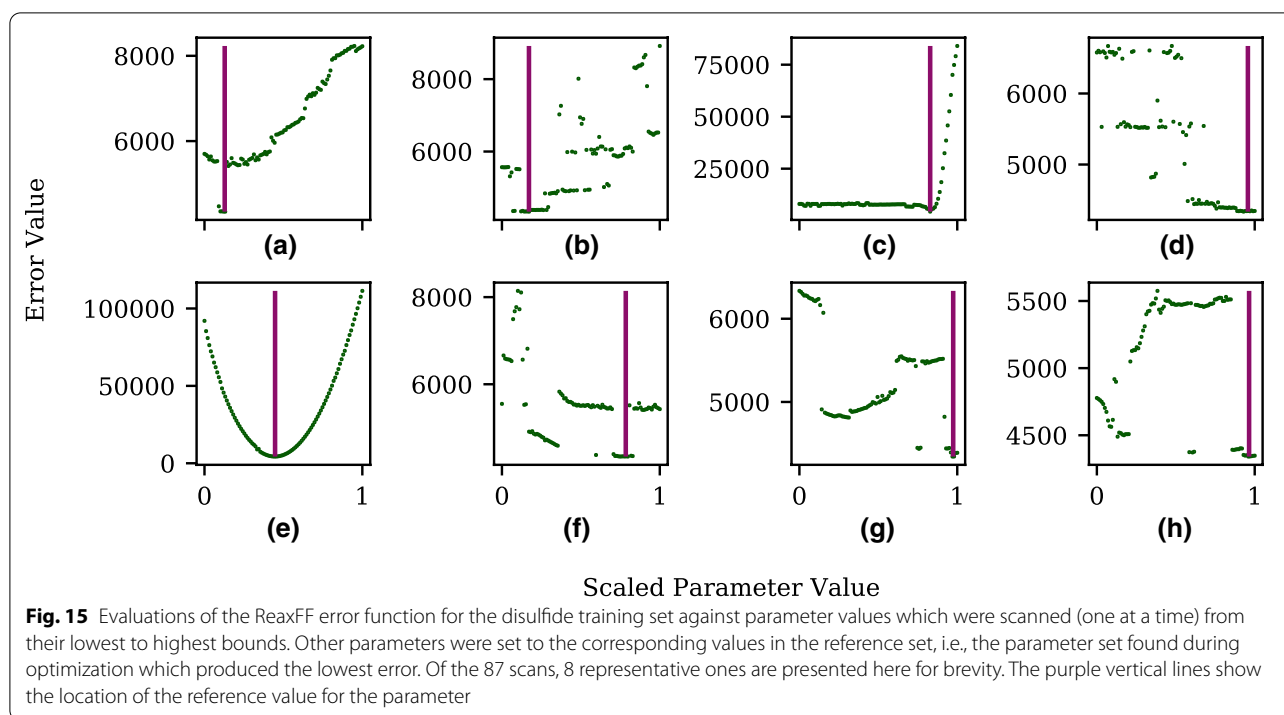 8000
6000
(a)
8000
6000
(b)
75000
50000
25000
(c)
6000
5000
(d)
Error Value
100000
50000
0
0 1
(e)
8000
6000
0 1
(f)
6000
5000
0 1
(g)
5500
5000
4500
0 1
(h)
Scaled Parameter Value
Fig. 15 Evaluations of the ReaxFF error function for the disulfide training set against parameter values which were scanned (one at a time) from
their lowest to highest bounds. Other parameters were set to the corresponding values in the reference set, i.e., the parameter set found during
optimization which produced the lowest error. Of the 87 scans, 8 representative ones are presented here for brevity. The purple vertical lines show
the location of the reference value for the parameter